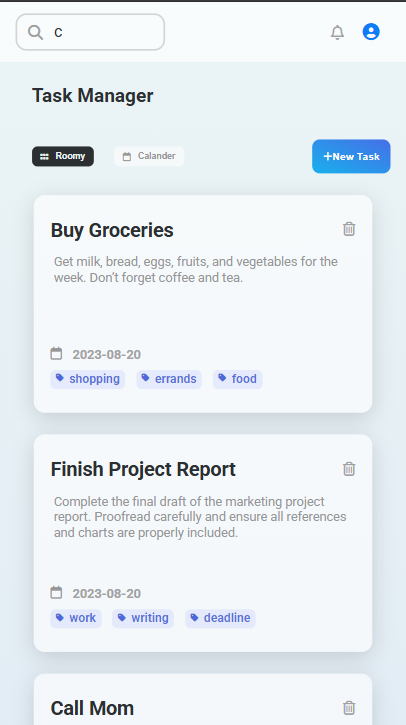 C
Task Manager
Roomy
Calander
+New Task
Buy Groceries
Get milk, bread, eggs, fruits, and vegetables for the
week. Don't forget coffee and tea.
2023-08-20
shopping errands food
Finish Project Report
Complete the final draft of the marketing project
report. Proofread carefully and ensure all references
and charts are properly included.
2023-08-20
work writing deadline
Call Mom